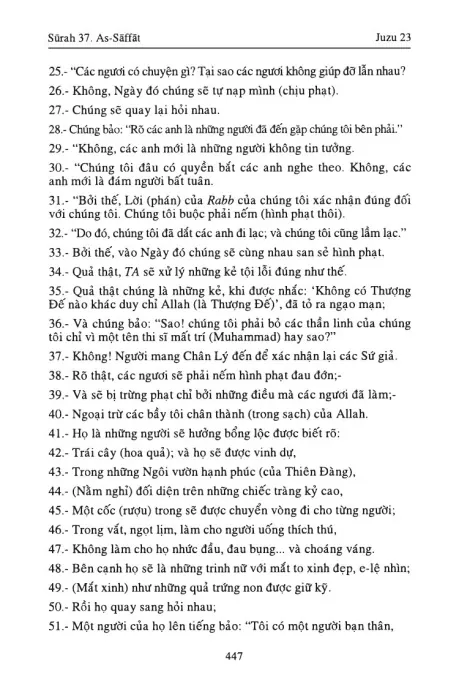 Sūrah 37. As-Sāffāt Juzu 23
25.- “Các ngươi có chuyện gì? Tại sao các ngươi không giúp đỡ lẫn nhau?
26.- Không, Ngày đó chúng sẽ tự nạp mình (chịu phạt).
27.- Chúng sẽ quay lại hỏi nhau.
28.- Chúng bảo: “Rõ các anh là những người đã đến gặp chúng tôi bên phải.”
29.- “Không, các anh mới là những người không tin tưởng.
30.- “Chúng tôi đâu có quyền bắt các anh nghe theo. Không, các
anh mới là đám người bất tuân.
31.- “Bởi thế, Lời (phán) của Rabb của chúng tôi xác nhận đúng đối
với chúng tôi. Chúng tôi buộc phải nếm (hình phạt thôi).
32.- “Do đó, chúng tôi đã dắt các anh đi lạc; và chúng tôi cũng lầm lạc.”
33.- Bởi thế, vào Ngày đó chúng sẽ cùng nhau san sẻ hình phạt.
34.- Quả thật, TA sẽ xử lý những kẻ tội lỗi đúng như thế.
35.- Quả thật chúng là những kẻ, khi được nhắc: ‘Không có Thượng
Đế nào khác duy chỉ Allah (là Thượng Đế)’, đã tỏ ra ngạo mạn;
36.- Và chúng bảo: “Sao! chúng tôi phải bỏ các thần linh của chúng
tôi chỉ vì một tên thi sĩ mất trí (Muhammad) hay sao?”
37.- Không! Người mang Chân Lý đến để xác nhận lại các Sứ giả.
38.- Rõ thật, các ngươi sẽ phải nếm hình phạt đau đớn;-
39.- Và sẽ bị trừng phạt chỉ bởi những điều mà các ngươi đã làm;-
40.- Ngoại trừ các bầy tôi chân thành (trong sạch) của Allah.
41.- Họ là những người sẽ hưởng bổng lộc được biết rõ:
42.- Trái cây (hoa quả); và họ sẽ được vinh dự,
43.- Trong những Ngôi vườn hạnh phúc (của Thiên Đàng),
44.- (Nằm nghỉ) đối diện trên những chiếc tràng kỷ cao,
45.- Một cốc (rượu) trong sẽ được chuyển vòng đi cho từng người;
46.- Trong vắt, ngọt lịm, làm cho người uống thích thú,
47.- Không làm cho họ nhức đầu, đau bụng... và choáng váng.
48.- Bên cạnh họ sẽ là những trinh nữ với mắt to xinh đẹp, e-lệ nhìn;
49.- (Mắt xinh) như những quả trứng non được giữ kỹ.
50.- Rồi họ quay sang hỏi nhau;
51.- Một người của họ lên tiếng bảo: “Tôi có một người bạn thân,
447